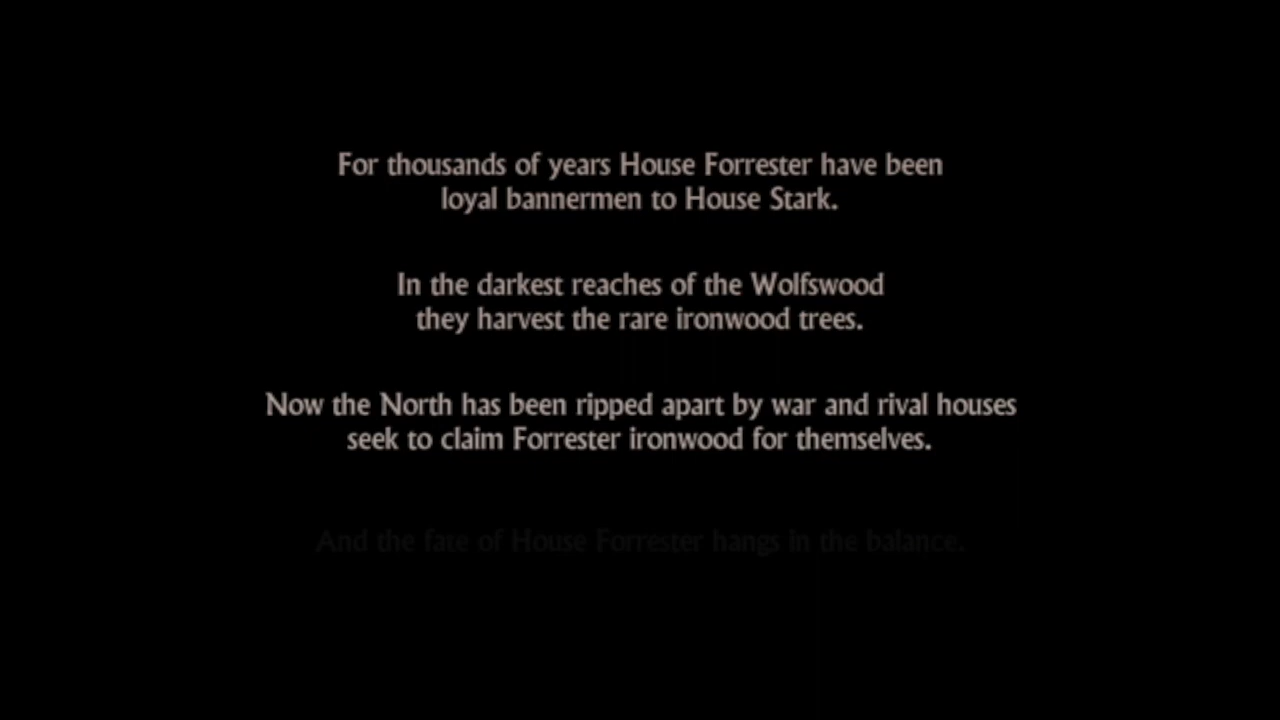 For thousands of years House Forrester have been
loyal bannermen to House Stark.
In the darkest reaches of the Wolfswood
they harvest the rare ironwood trees.
Now the North has been ripped apart by war and rival houses
seek to claim Forrester ironwood for themselves.
And the fate of House Forrester hangs in the balance.